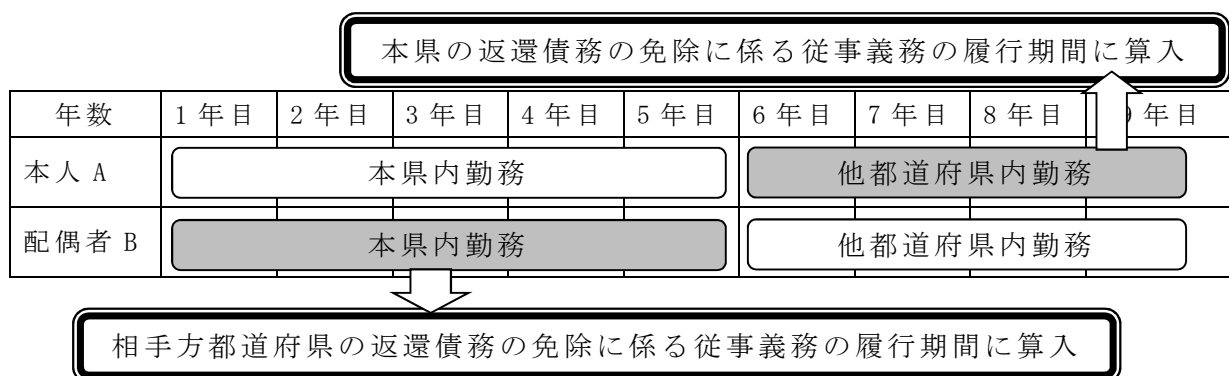 本県の返還債務の免除に係る従事義務の履行期間に算入
年数 1年目 2年目 3年目 4年目 5年目 6年目 7年目 8年目 9年目
本人A 本県内勤務 他都道府県内勤務
配偶者B 本県内勤務 他都道府県内勤務
相手方都道府県の返還債務の免除に係る従事義務の履行期間に算入